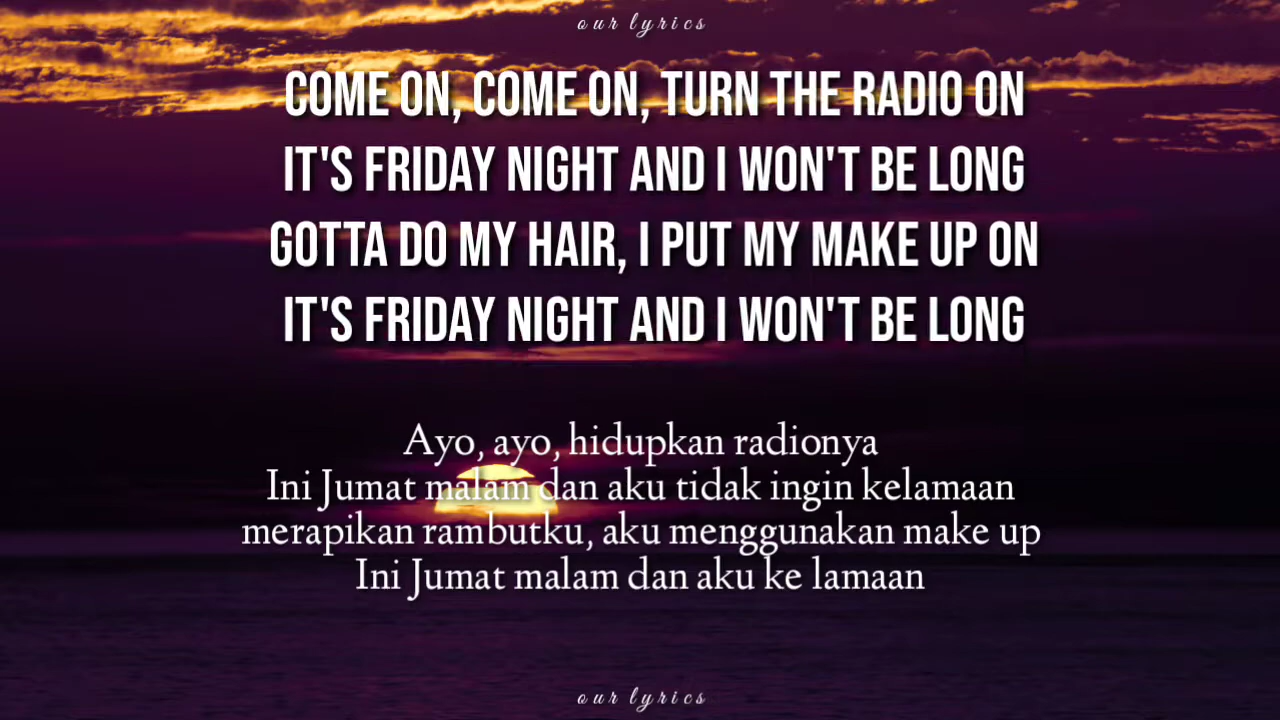 our lyrics
COME ON, COME ON, TURN THE RADIO ON
IT'S FRIDAY NIGHT AND I WON'T BE LONG
GOTTA DO MY HAIR, I PUT MY MAKE UP ON
IT'S FRIDAY NIGHT AND I WON'T BE LONG
Ayo, ayo, hidupkan radionya
Ini Jumat malam dan aku tidak ingin kelamaan
merapikan rambutku, aku menggunakan make up
Ini Jumat malam dan aku ke lamaan
our lyrics